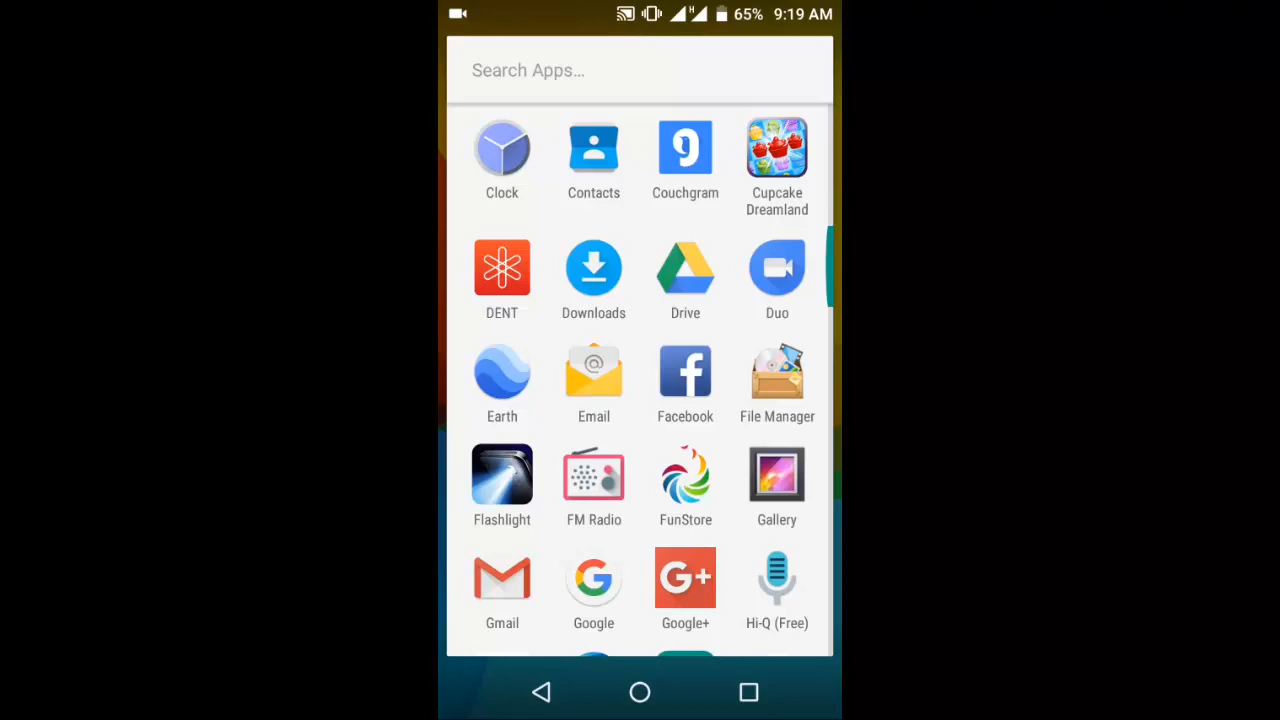 H 65% 9:19 AM
Search Apps...
Clock Contacts Couchgram Cupcake Dreamland
DENT Downloads Drive Duo
Earth Email Facebook File Manager
Flashlight FM Radio FunStore Gallery
Gmail Google Google+ Hi-Q (Free)